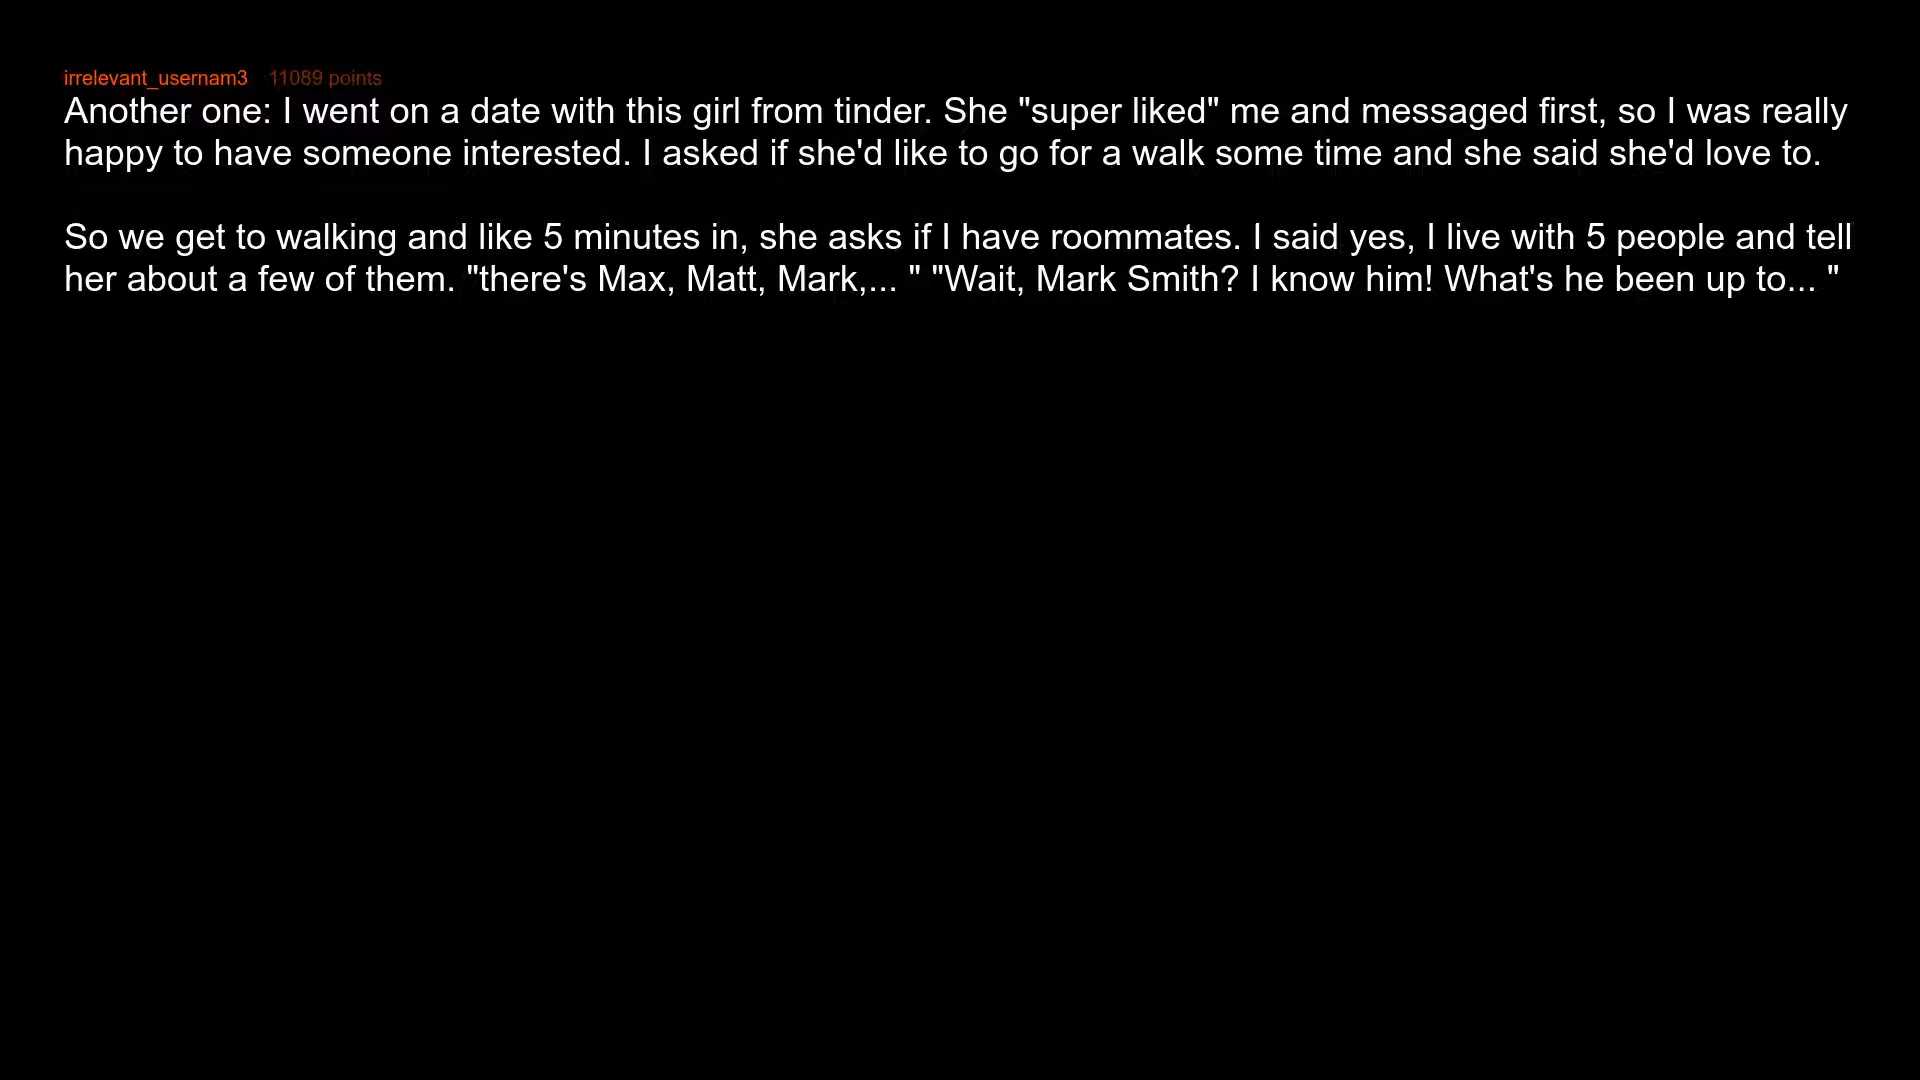 irrelevant_usernam3 11089 points
Another one: I went on a date with this girl from tinder. She "super liked" me and messaged first, so I was really
happy to have someone interested. I asked if she'd like to go for a walk some time and she said she'd love to.
So we get to walking and like 5 minutes in, she asks if I have roommates. I said yes, I live with 5 people and tell
her about a few of them. "there's Max, Matt, Mark,... " "Wait, Mark Smith? I know him! What's he been up to... "